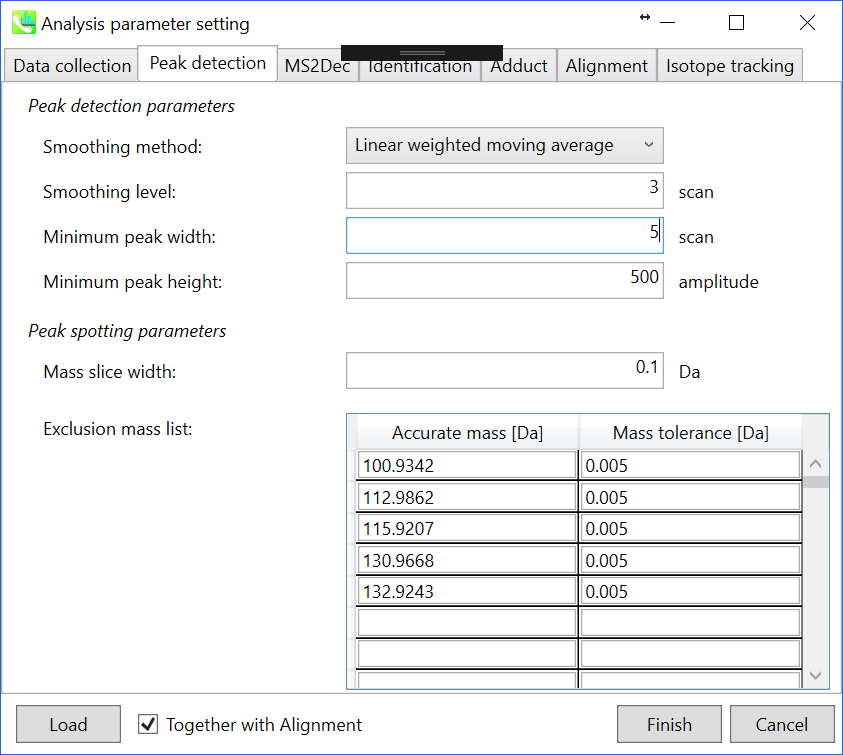 Analysis parameter setting
Data collection Peak detection MS2Dec Identification Adduct Alignment Isotope tracking
Peak detection parameters
Smoothing method: Linear weighted moving average
Smoothing level: 3 scan
Minimum peak width: 5 scan
Minimum peak height: 500 amplitude
Peak spotting parameters
Mass slice width: 0.1 Da
Exclusion mass list: Accurate mass [Da] Mass tolerance [Da]
100.9342 0.005
112.9862 0.005
115.9207 0.005
130.9668 0.005
132.9243 0.005
Load Together with Alignment Finish Cancel